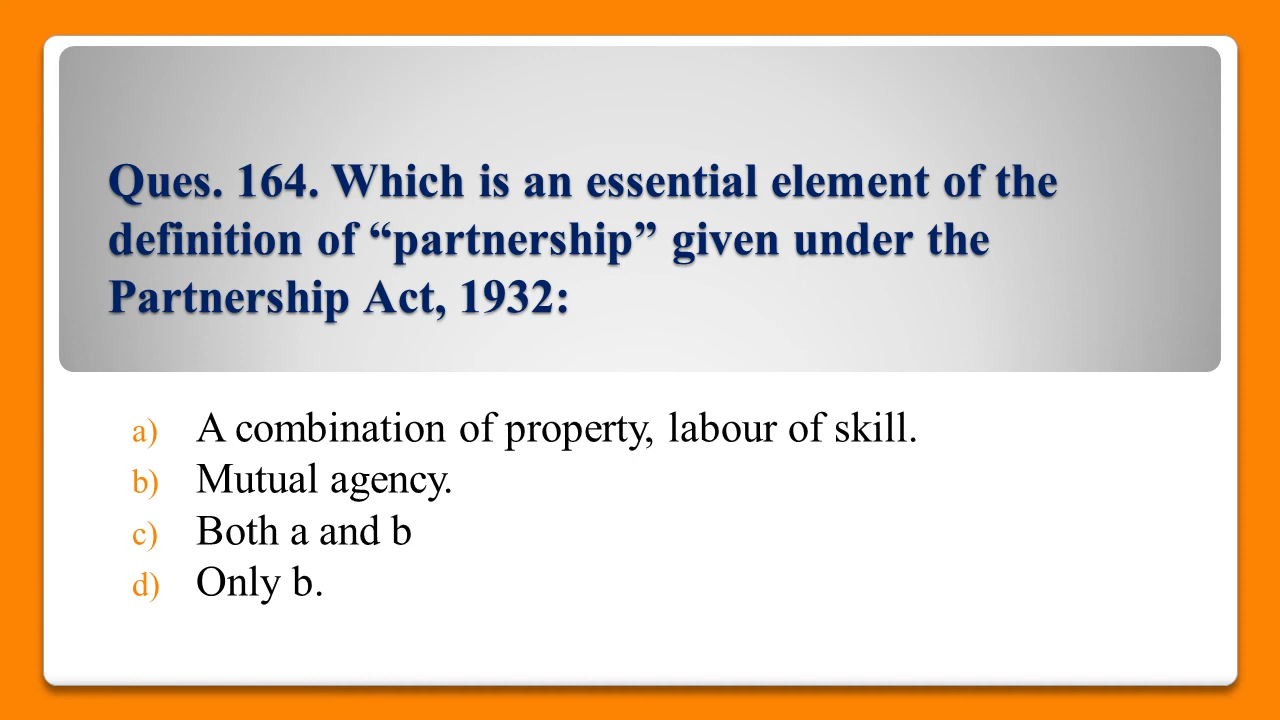 Ques. 164. Which is an essential element of the
definition of “partnership” given under the
Partnership Act, 1932:
a) A combination of property, labour of skill.
b) Mutual agency.
c) Both a and b
d) Only b.